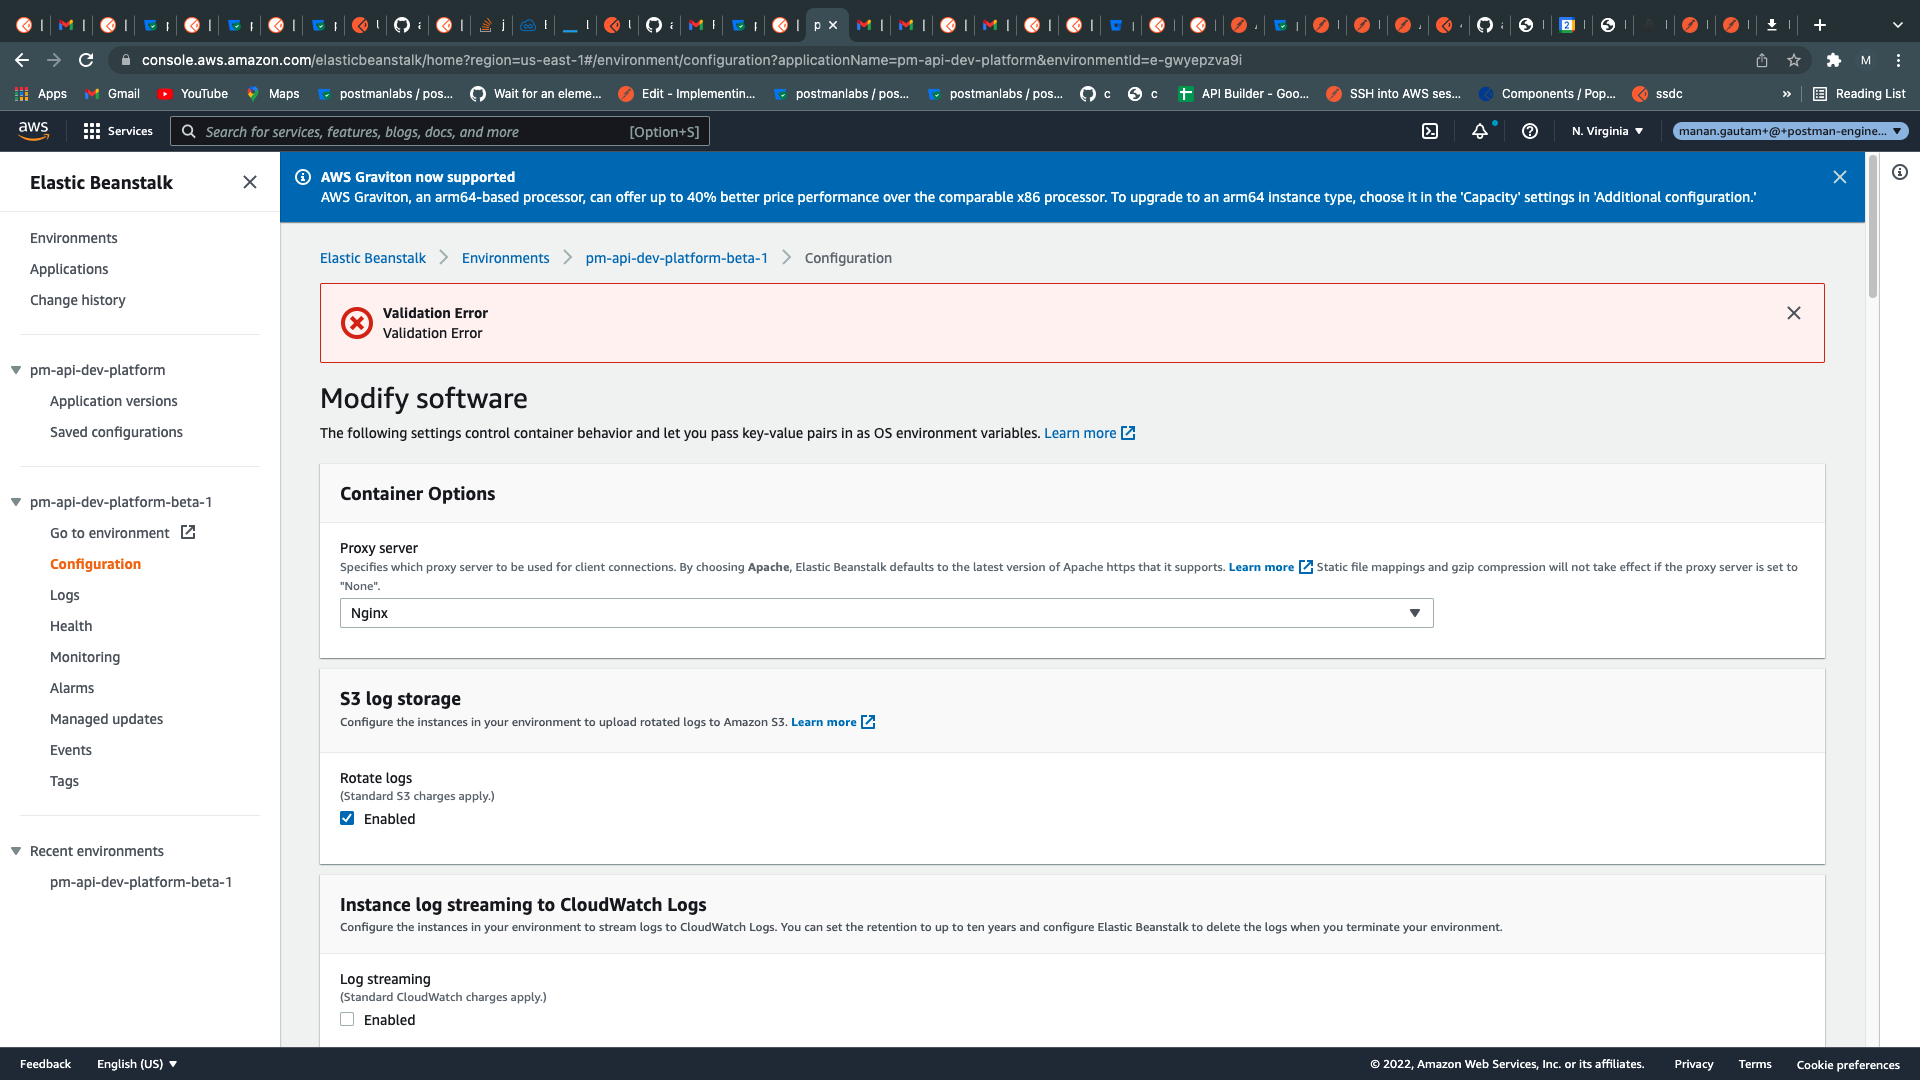 console.aws.amazon.com/elasticbeanstalk/home?region=us-east-1#/environment/configuration?applicationName=pm-api-dev-platform&environmentId=e-gwyepzva9i
M
Apps
Gmail
YouTube
Maps
postmanlabs / pos...
Wait for an eleme...
Edit - Implementin...
postmanlabs / pos...
postmanlabs / pos...
c
c
API Builder - Goo...
SSH into AWS ses...
Components / Pop...
ssdc
»
Reading List
aws
Services
Search for services, features, blogs, docs, and more
[Option+S]
N. Virginia
manan.gautam+@+postman-engine...
Elastic Beanstalk
Environments
Applications
Change history
pm-api-dev-platform
Application versions
Saved configurations
pm-api-dev-platform-beta-1
Go to environment
Configuration
Logs
Health
Monitoring
Alarms
Managed updates
Events
Tags
Recent environments
pm-api-dev-platform-beta-1
AWS Graviton now supported
AWS Graviton, an arm64-based processor, can offer up to 40% better price performance over the comparable x86 processor. To upgrade to an arm64 instance type, choose it in the 'Capacity' settings in 'Additional configuration.'
Elastic Beanstalk
Environments
pm-api-dev-platform-beta-1
Configuration
Validation Error
Validation Error
Modify software
The following settings control container behavior and let you pass key-value pairs in as OS environment variables. Learn more
Container Options
Proxy server
Specifies which proxy server to be used for client connections. By choosing Apache, Elastic Beanstalk defaults to the latest version of Apache https that it supports. Learn more Static file mappings and gzip compression will not take effect if the proxy server is set to
"None".
Nginx
S3 log storage
Configure the instances in your environment to upload rotated logs to Amazon S3. Learn more
Rotate logs
(Standard S3 charges apply.)
Enabled
Instance log streaming to CloudWatch Logs
Configure the instances in your environment to stream logs to CloudWatch Logs. You can set the retention to up to ten years and configure Elastic Beanstalk to delete the logs when you terminate your environment.
Log streaming
(Standard CloudWatch charges apply.)
Enabled
Feedback
English (US)
© 2022, Amazon Web Services, Inc. or its affiliates.
Privacy
Terms
Cookie preferences